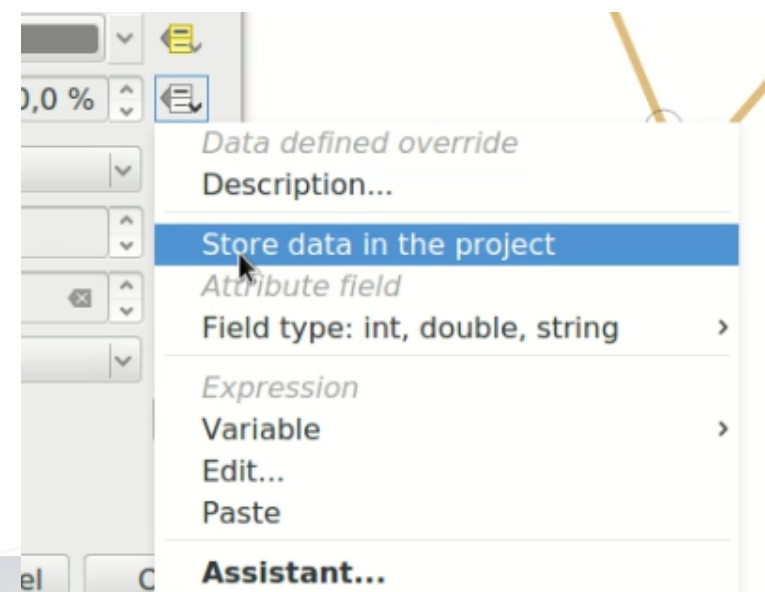 0,0 %
Data defined override
Description...
Store data in the project
Attribute field
Field type: int, double, string
Expression
Variable
Edit...
Paste
Assistant...